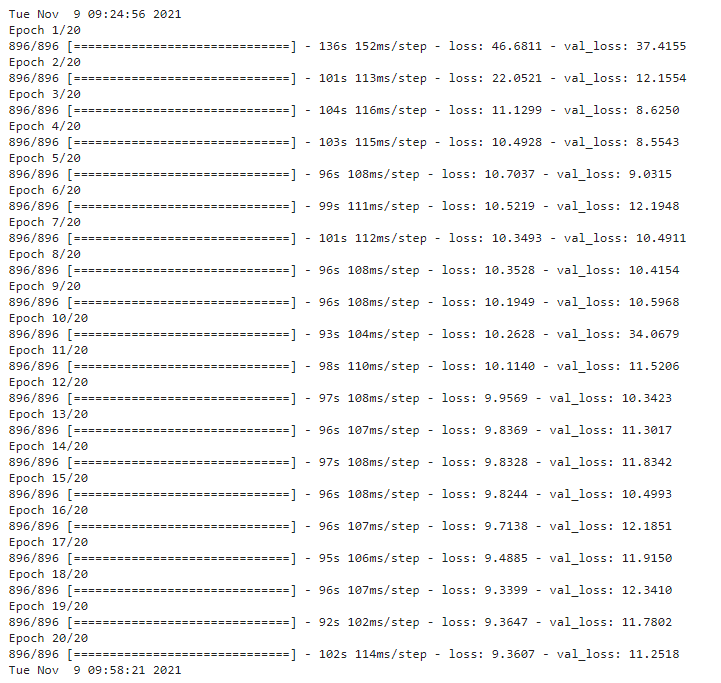 Tue Nov  9 09:24:56 2021
Epoch 1/20
896/896 [==============================] - 136s 152ms/step - loss: 46.6811 - val_loss: 37.4155
Epoch 2/20
896/896 [==============================] - 101s 113ms/step - loss: 22.0521 - val_loss: 12.1554
Epoch 3/20
896/896 [==============================] - 104s 116ms/step - loss: 11.1299 - val_loss: 8.6250
Epoch 4/20
896/896 [==============================] - 103s 115ms/step - loss: 10.4928 - val_loss: 8.5543
Epoch 5/20
896/896 [==============================] - 96s 108ms/step - loss: 10.7037 - val_loss: 9.0315
Epoch 6/20
896/896 [==============================] - 99s 111ms/step - loss: 10.5219 - val_loss: 12.1948
Epoch 7/20
896/896 [==============================] - 101s 112ms/step - loss: 10.3493 - val_loss: 10.4911
Epoch 8/20
896/896 [==============================] - 96s 108ms/step - loss: 10.3528 - val_loss: 10.4154
Epoch 9/20
896/896 [==============================] - 96s 108ms/step - loss: 10.1949 - val_loss: 10.5968
Epoch 10/20
896/896 [==============================] - 93s 104ms/step - loss: 10.2628 - val_loss: 34.0679
Epoch 11/20
896/896 [==============================] - 98s 110ms/step - loss: 10.1140 - val_loss: 11.5206
Epoch 12/20
896/896 [==============================] - 97s 108ms/step - loss: 9.9569 - val_loss: 10.3423
Epoch 13/20
896/896 [==============================] - 96s 107ms/step - loss: 9.8369 - val_loss: 11.3017
Epoch 14/20
896/896 [==============================] - 97s 108ms/step - loss: 9.8328 - val_loss: 11.8342
Epoch 15/20
896/896 [==============================] - 96s 108ms/step - loss: 9.8244 - val_loss: 10.4993
Epoch 16/20
896/896 [==============================] - 96s 107ms/step - loss: 9.7138 - val_loss: 12.1851
Epoch 17/20
896/896 [==============================] - 95s 106ms/step - loss: 9.4885 - val_loss: 11.9150
Epoch 18/20
896/896 [==============================] - 96s 107ms/step - loss: 9.3399 - val_loss: 12.3410
Epoch 19/20
896/896 [==============================] - 92s 102ms/step - loss: 9.3647 - val_loss: 11.7802
Epoch 20/20
896/896 [==============================] - 102s 114ms/step - loss: 9.3607 - val_loss: 11.2518
Tue Nov  9 09:58:21 2021